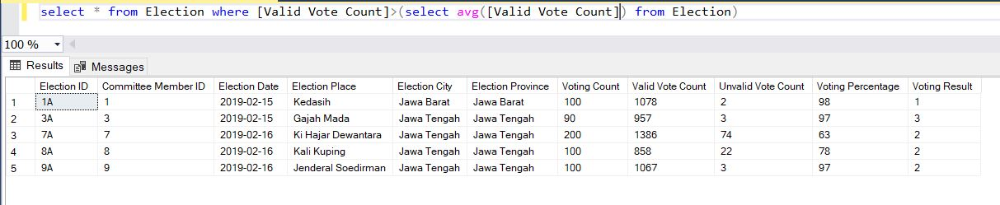 select * from Election where [Valid Vote Count]>(select avg([Valid Vote Count]) from Election)
100 %
Results Messages
Election ID Committee Member ID Election Date Election Place Election City Election Province Voting Count Valid Vote Count Unvalid Vote Count Voting Percentage Voting Result
1 1A 1 2019-02-15 Kedasih Jawa Barat Jawa Barat 100 1078 2 98 1
2 3A 3 2019-02-15 Gajah Mada Jawa Tengah Jawa Tengah 90 957 3 97 3
3 7A 7 2019-02-16 Ki Hajar Dewantara Jawa Tengah Jawa Tengah 200 1386 74 63 2
4 8A 8 2019-02-16 Kali Kuping Jawa Tengah Jawa Tengah 100 858 22 78 2
5 9A 9 2019-02-16 Jenderal Soedirman Jawa Tengah Jawa Tengah 100 1067 3 97 2